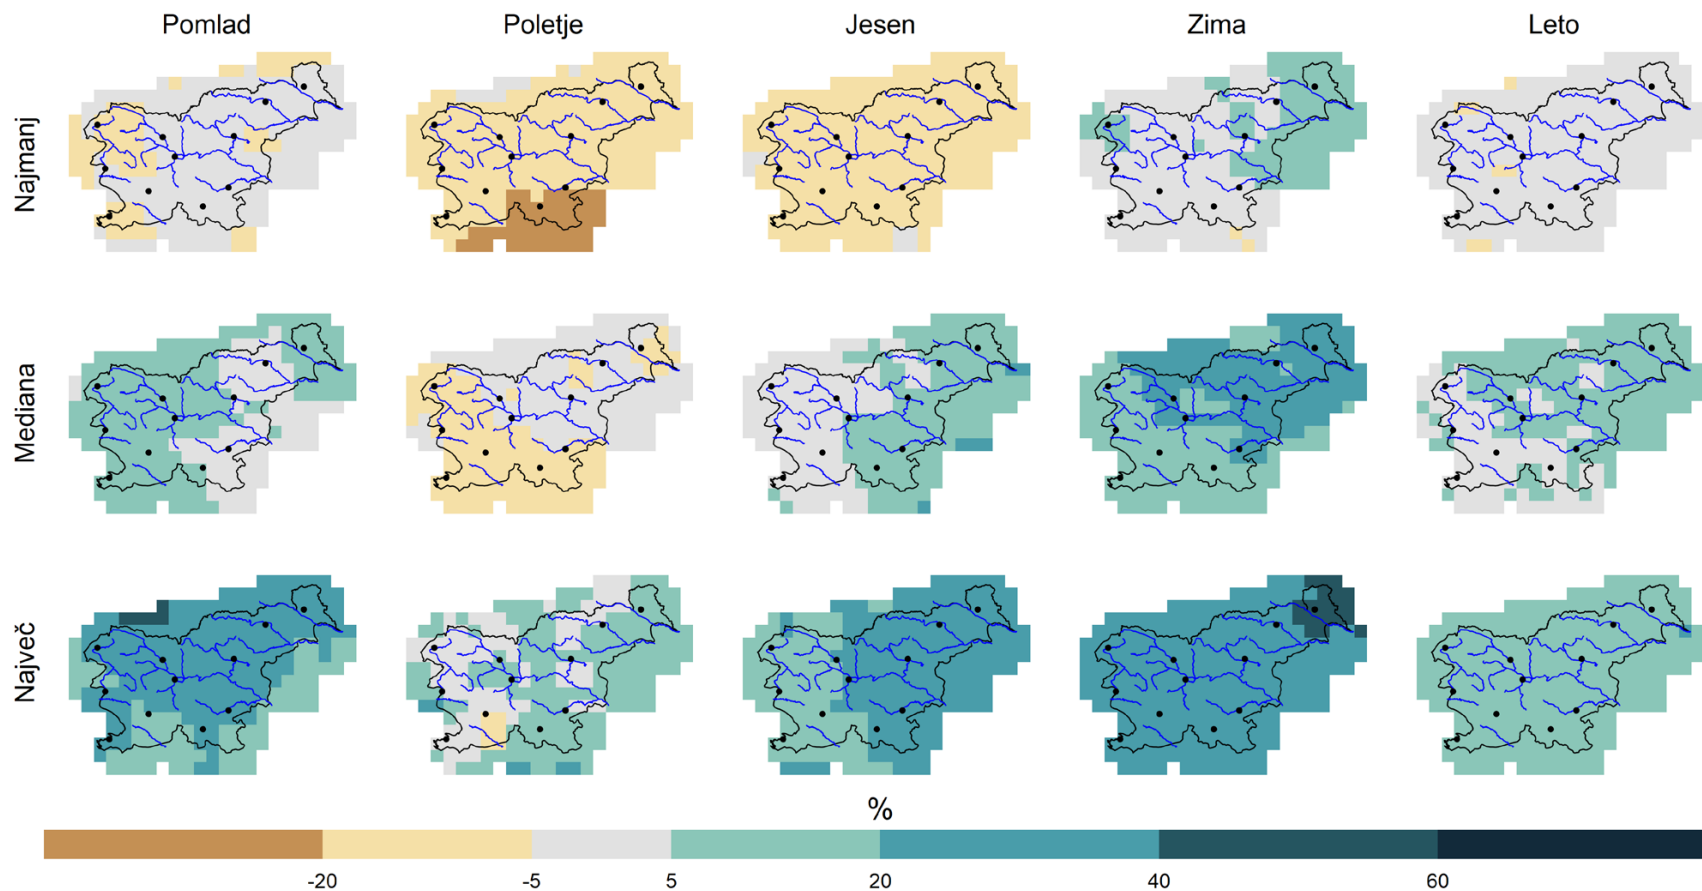 Pomlad Poletje Jesen Zima Leto
Najmanj
Mediana
Največ
%
-20 -5 5 20 40 60